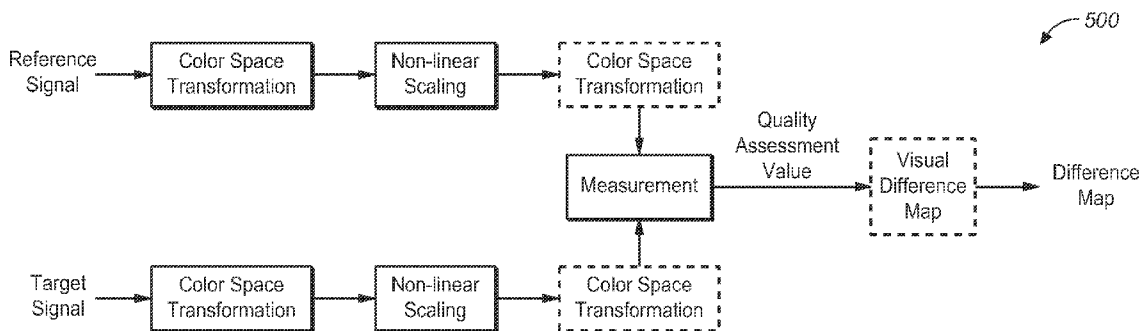 500
Reference
Signal
Color Space
Transformation
Non-linear
Scaling
Color Space
Transformation
Quality
Assessment
Value
Measurement
Visual
Difference
Map
Difference
Map
Target
Signal
Color Space
Transformation
Non-linear
Scaling
Color Space
Transformation